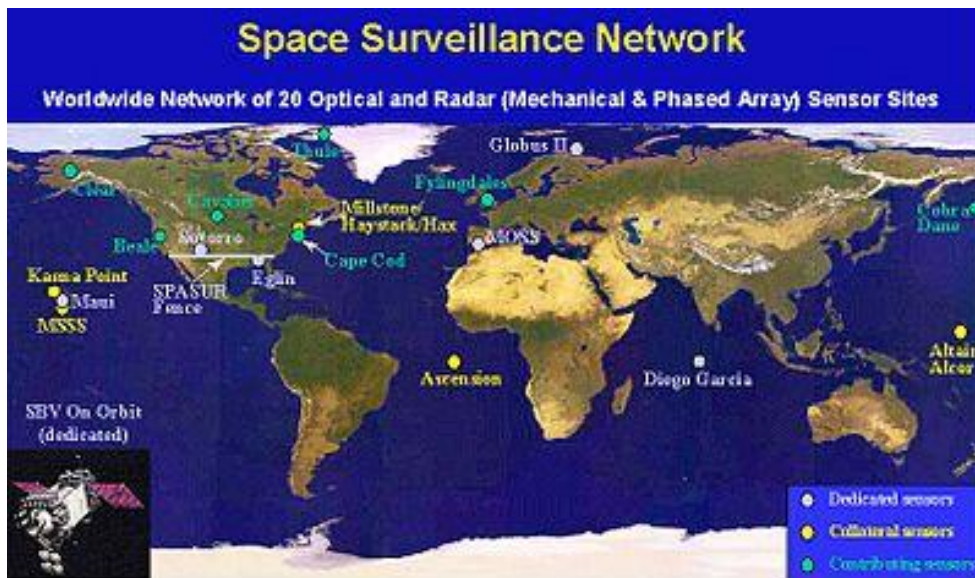 Space Surveillance Network
Worldwide Network of 20 Optical and Radar (Mechanical & Phased Array) Sensor Sites
Thule
Globus II
Clear
Fylingdales
Cavalier
Millstone/
Haystack/Hax
Cobra
Dane
Beale
Socorro
MOSS
Cape Cod
Eglin
Kaena Point
SPASUR
Fence
Maui
MSSS
Ascension
Diego Garcia
Altair
Alcor
SBV On Orbit
(dedicated)
Dedicated sensors
Collateral sensors
Contributing sensors